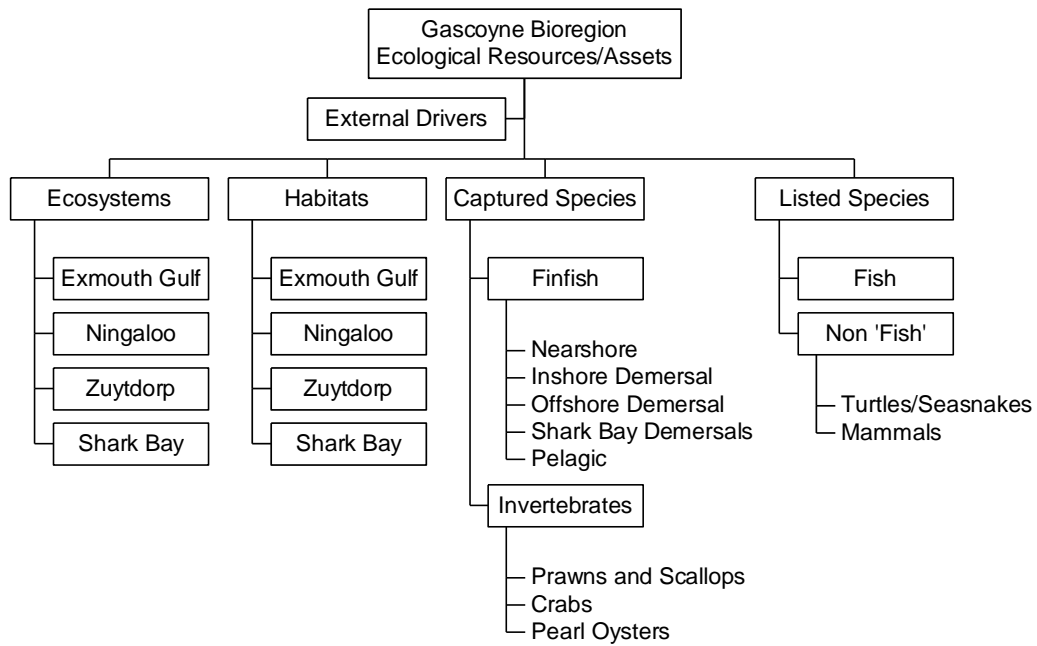 Gascoyne Bioregion
Ecological Resources/Assets
External Drivers
Ecosystems
Exmouth Gulf
Ningaloo
Zuytdorp
Shark Bay
Habitats
Exmouth Gulf
Ningaloo
Zuytdorp
Shark Bay
Captured Species
Finfish
Nearshore
Inshore Demersal
Offshore Demersal
Shark Bay Demersals
Pelagic
Invertebrates
Prawns and Scallops
Crabs
Pearl Oysters
Listed Species
Fish
Non 'Fish'
Turtles/Seasnakes
Mammals